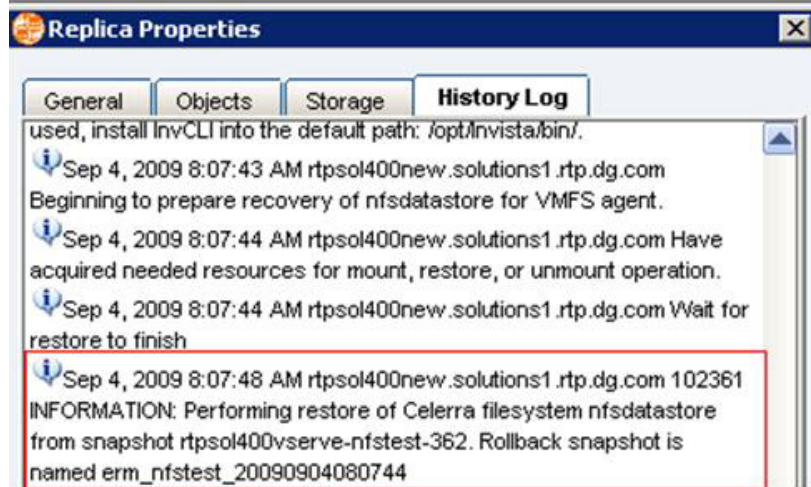 Replica Properties
General Objects Storage History Log
used, install InvCLI into the default path: /opt/Invista/bin/.
Sep 4, 2009 8:07:43 AM rtpsol400new.solutions1.rtp.dg.com
Beginning to prepare recovery of nfsdatastore for VMFS agent.
Sep 4, 2009 8:07:44 AM rtpsol400new.solutions1.rtp.dg.com Have
acquired needed resources for mount, restore, or unmount operation.
Sep 4, 2009 8:07:44 AM rtpsol400new.solutions1.rtp.dg.com Wait for
restore to finish
Sep 4, 2009 8:07:48 AM rtpsol400new.solutions1.rtp.dg.com 102361
INFORMATION: Performing restore of Celerra filesystem nfsdatastore
from snapshot rtpsol400vserve-nfstest-362. Rollback snapshot is
named erm_nfstest_20090904080744